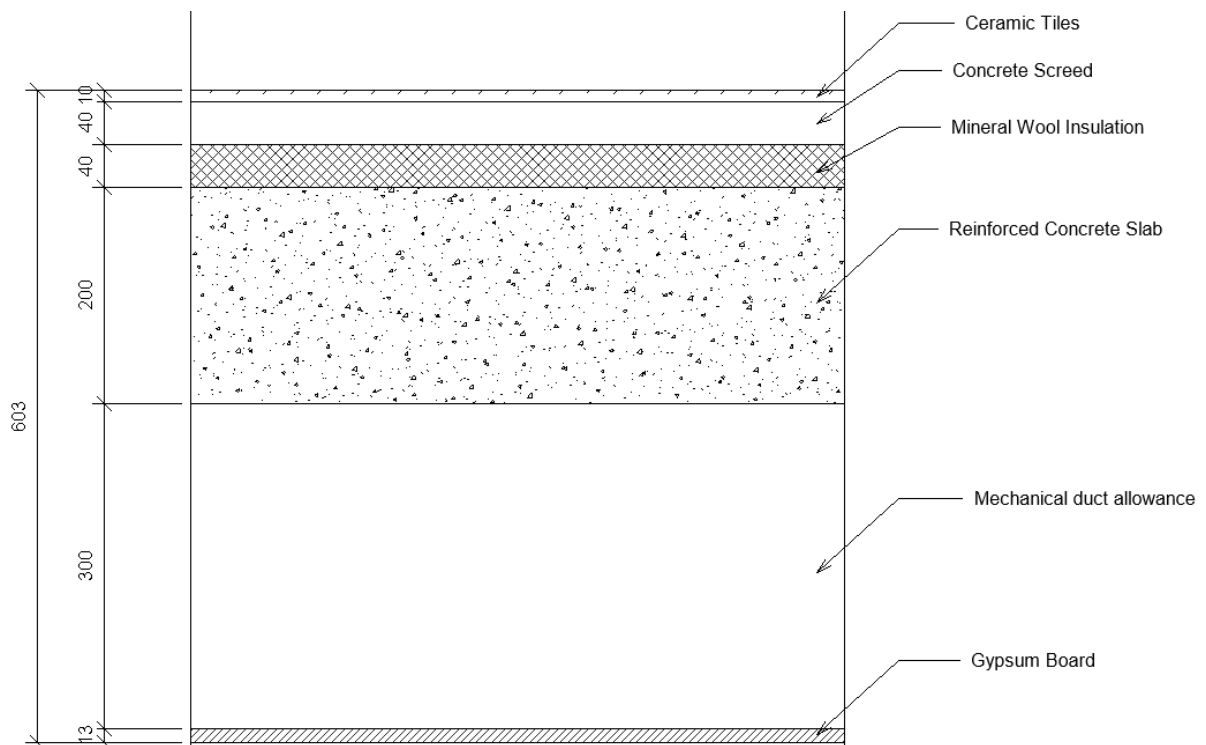 Ceramic Tiles
Concrete Screed
Mineral Wool Insulation
Reinforced Concrete Slab
Mechanical duct allowance
Gypsum Board
10
40
40
200
603
300
13